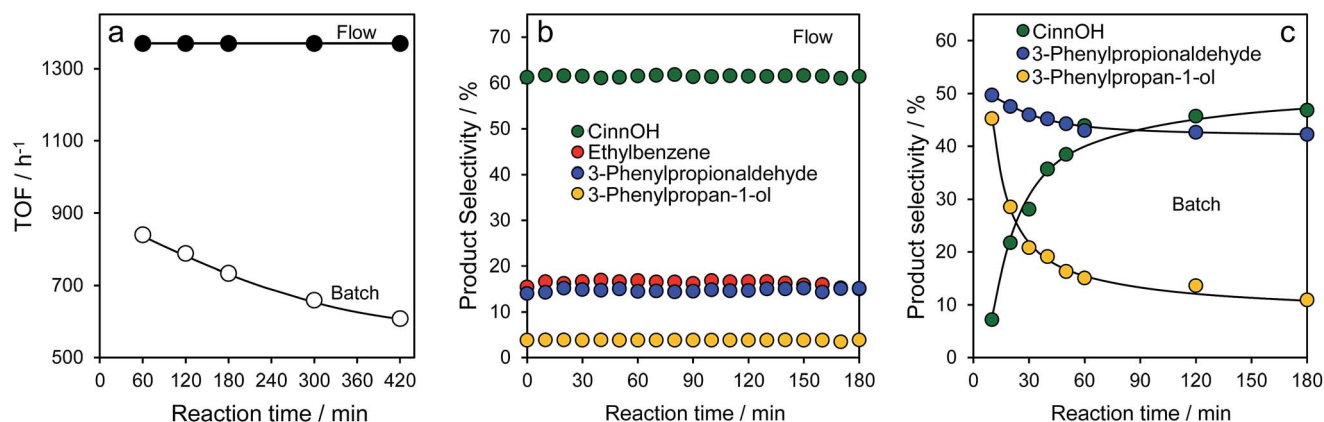 a
Flow
Batch
1300
1100
900
700
500
0 60 120 180 240 300 360 420
TOF / h-1
Reaction time / min
b
Flow
CinnOH
Ethylbenzene
3-Phenylpropionaldehyde
3-Phenylpropan-1-ol
70
60
50
40
30
20
10
0
0 30 60 90 120 150 180
Product Selectivity / %
Reaction time / min
c
CinnOH
3-Phenylpropionaldehyde
3-Phenylpropan-1-ol
Batch
60
50
40
30
20
10
0
0 30 60 90 120 150 180
Product selectivity / %
Reaction time / min